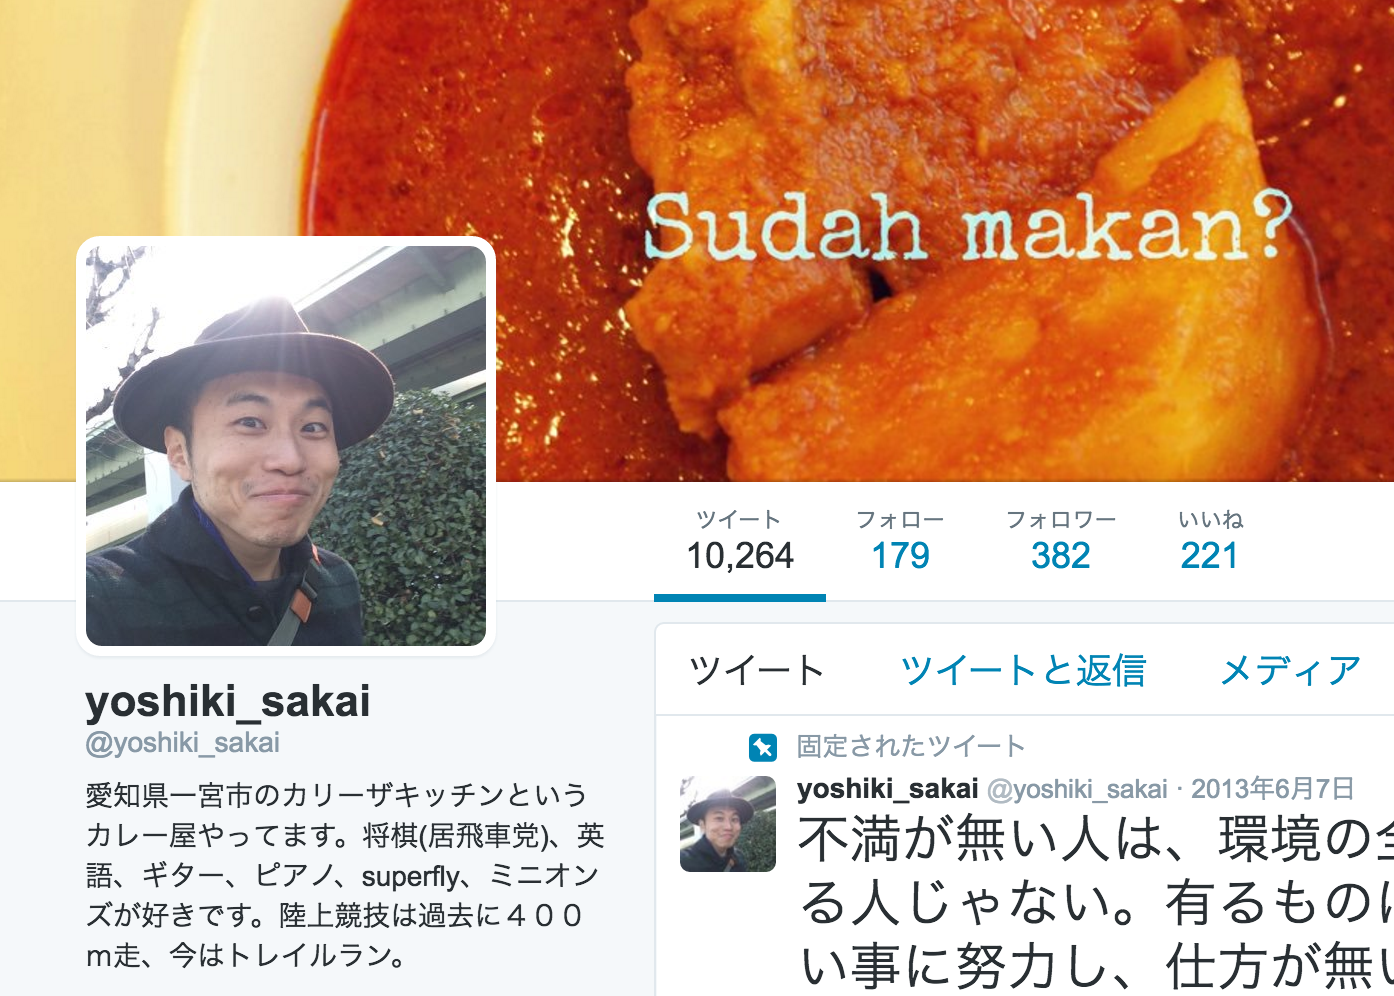 Sudah makan?
ツイート
10,264
フォロー
179
フォロワー
382
いいね
221
yoshiki_sakai
@yoshiki_sakai
愛知県一宮市のカリーザキッチンという
カレー屋やってます。将棋(居飛車党)、英
語、ギター、ピアノ、superfly、ミニオン
ズが好きです。陸上競技は過去に４００
ｍ走、今はトレイルラン。
ツイート ツイートと返信 メディア
固定されたツイート
yoshiki_sakai @yoshiki_sakai · 2013年6月7日
不満が無い人は、環境の
る人じゃない。有るもの
い事に努力し、仕方が無